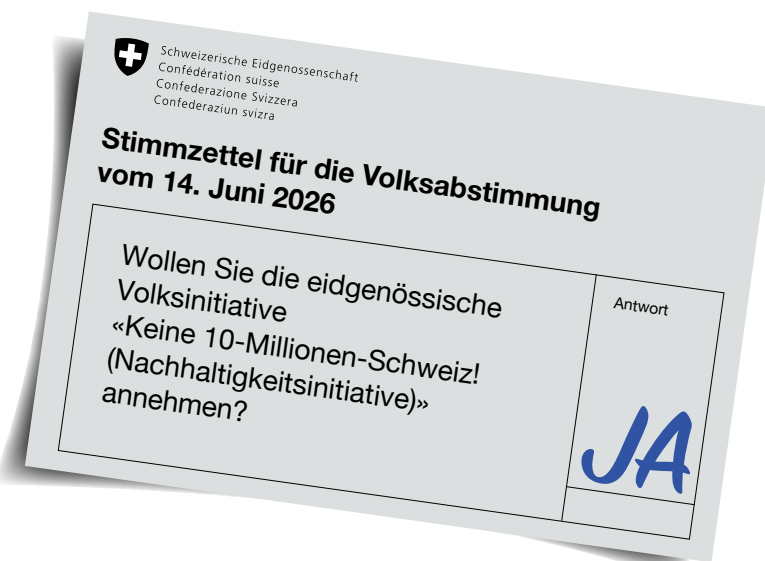 Schweizerische Eidgenossenschaft
Confédération suisse
Confederazione Svizzera
Confederaziun svizra
Stimmzettel für die Volksabstimmung
vom 14. Juni 2026
Wollen Sie die eidgenössische
Volksinitiative
«Keine 10-Millionen-Schweiz!
(Nachhaltigkeitsinitiative)»
annehmen?
Antwort
JA